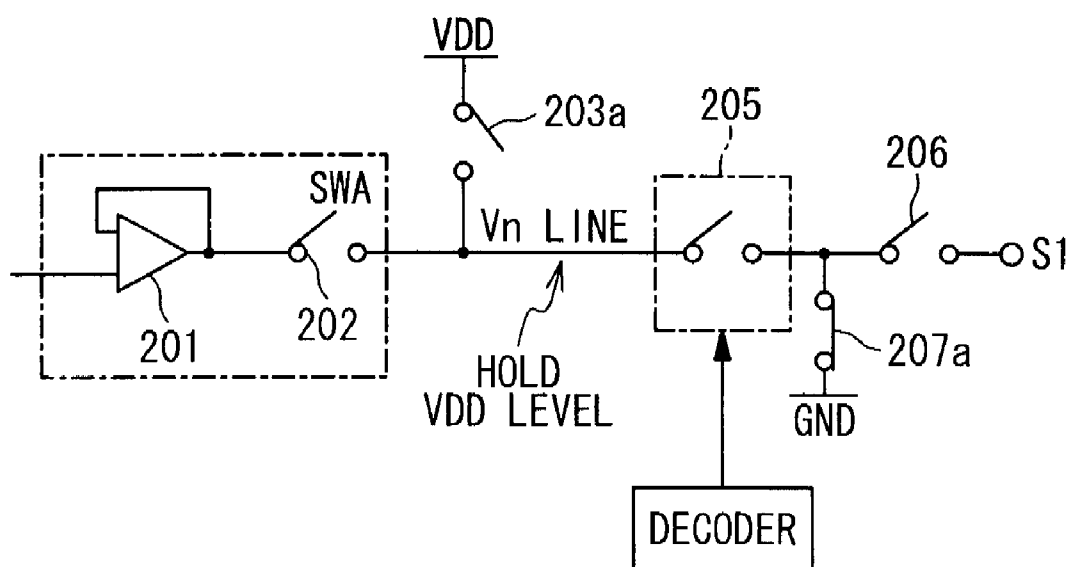 VDD
203a
205
206
SWA
Vn LINE
S1
201
202
207a
HOLD
VDD LEVEL
GND
DECODER